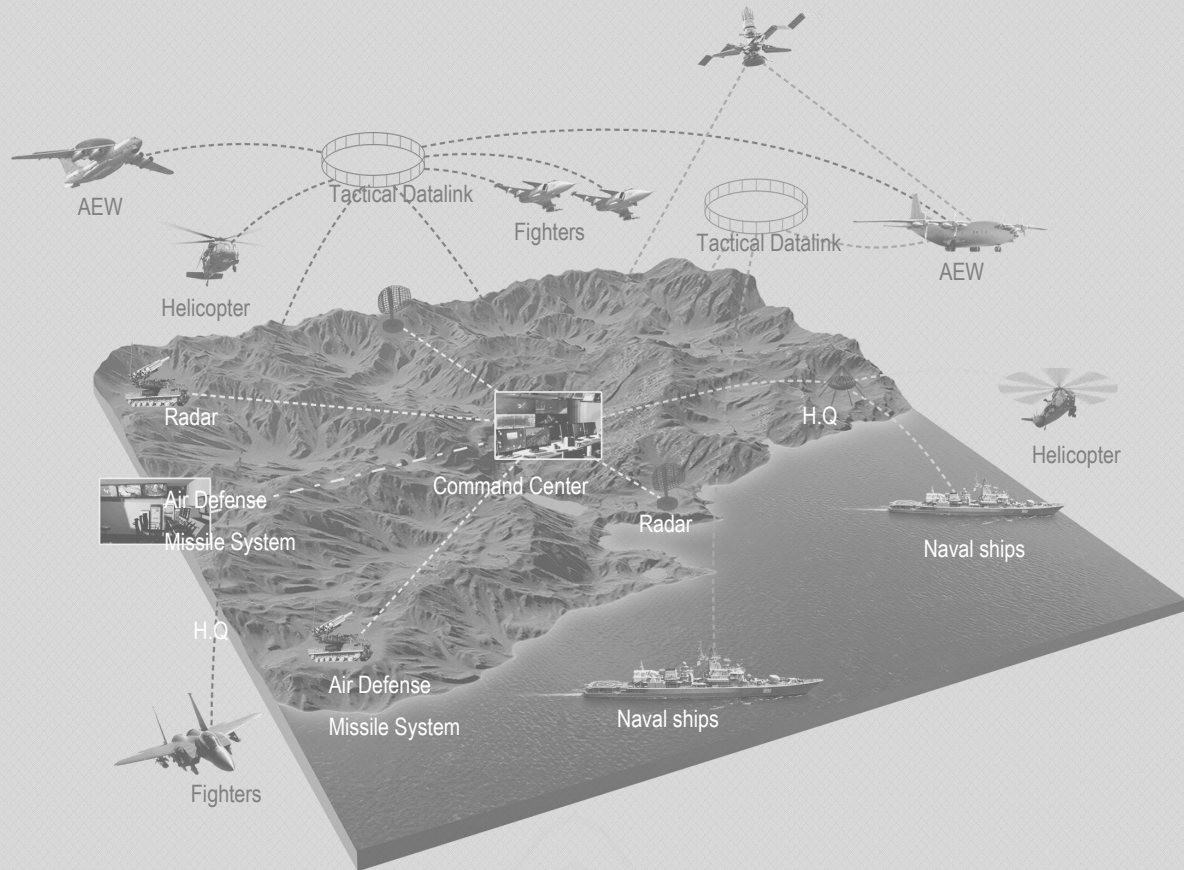 Tactical Datalink
AEW
Fighters
Tactical Datalink
AEW
Helicopter
Radar
H.Q
Helicopter
Command Center
Air Defense
Missile System
Radar
Naval ships
H.Q
Air Defense
Missile System
Naval ships
Fighters